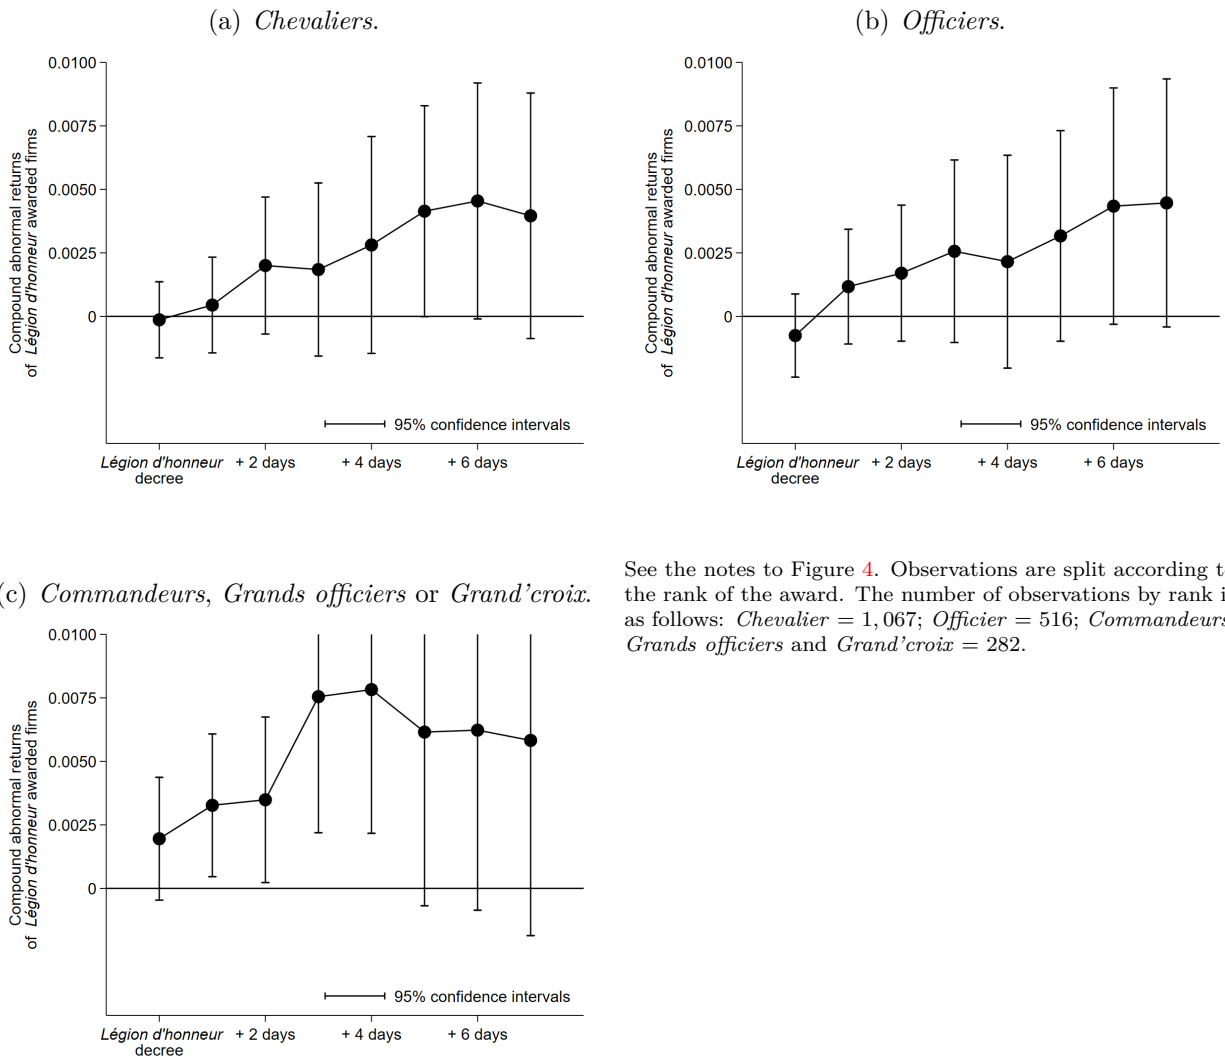 (a) Chevaliers.
0.0100
0.0075
0.0050
0.0025
0
Compound abnormal returns
of Légion d'honneur awarded firms
95% confidence intervals
Légion d'honneur
decree
+ 2 days
+ 4 days
+ 6 days
(b) Officiers.
0.0100
0.0075
0.0050
0.0025
0
Compound abnormal returns
of Légion d'honneur awarded firms
95% confidence intervals
Légion d'honneur
decree
+ 2 days
+ 4 days
+ 6 days
c) Commandeurs, Grands officiers or Grand'croix.
0.0100
0.0075
0.0050
0.0025
0
Compound abnormal returns
of Légion d'honneur awarded firms
95% confidence intervals
Légion d'honneur
decree
+ 2 days
+ 4 days
+ 6 days
See the notes to Figure 4. Observations are split according
the rank of the award. The number of observations by rank
as follows: Chevalier = 1,067; Officier = 516; Commandeurs
Grands officiers and Grand'croix = 282.